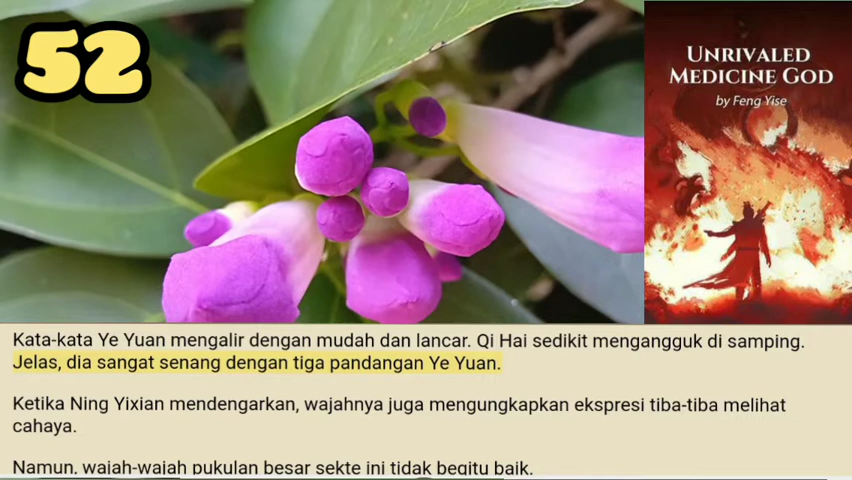 52
UNRIVALED
MEDICINE GOD
by Feng Yise
Kata-kata Ye Yuan mengalir dengan mudah dan lancar. Qi Hai sedikit mengangguk di samping.
Jelas, dia sangat senang dengan tiga pandangan Ye Yuan.
Ketika Ning Yixian mendengarkan, wajahnya juga mengungkapkan ekspresi tiba-tiba melihat
cahaya.
Namun, wajah-wajah pukulan besar sekte ini tidak begitu baik.